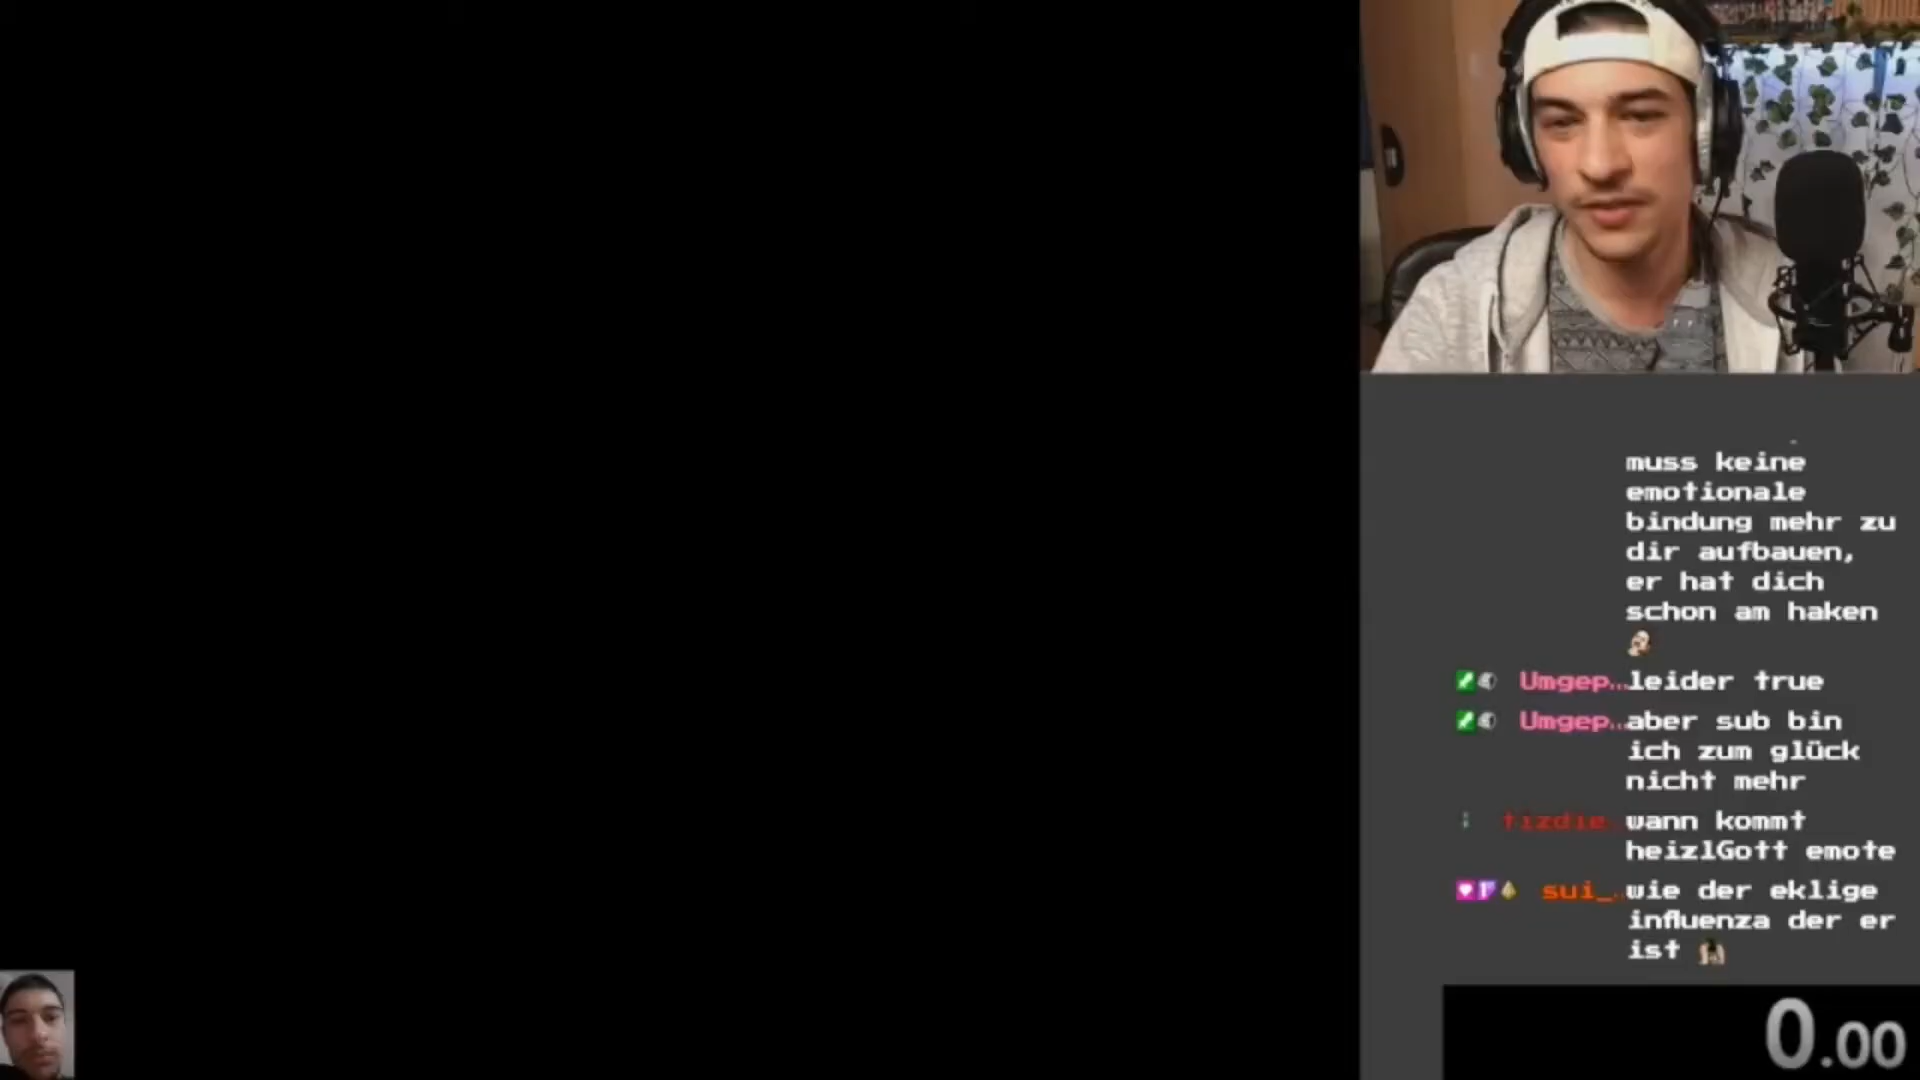 muss keine
emotionale
bindung mehr zu
dir aufbauen,
er hat dich
schon am haken
Umgep…leider true
Umgep…aber sub bin
ich zum glück
nicht mehr
tizdie…wann kommt
heizlGott emote
sui_…wie der eklige
influenza der er
ist
0.00